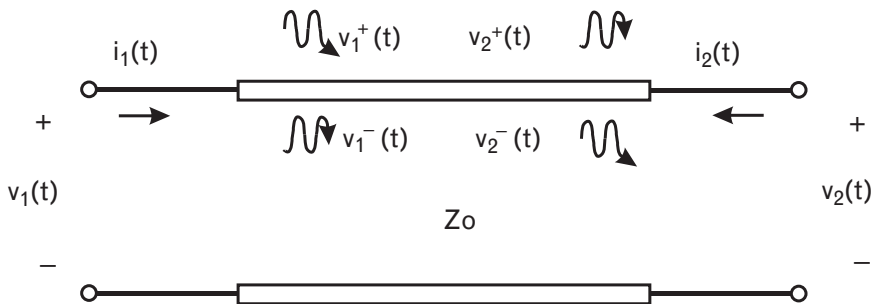 v₁⁺(t) v₂⁺(t)
i₁(t) i₂(t)
+ +
v₁⁻(t) v₂⁻(t)
v₁(t) v₂(t)
Zo
− −